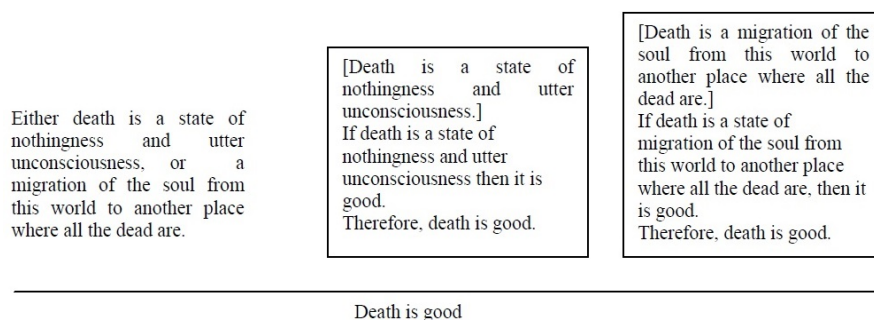 Either death is a state of
nothingness and utter
unconsciousness, or a
migration of the soul from
this world to another place
where all the dead are.
[Death is a state of
nothingness and utter
unconsciousness.]
If death is a state of
nothingness and utter
unconsciousness then it is
good.
Therefore, death is good.
[Death is a migration of the
soul from this world to
another place where all the
dead are.]
If death is a state of
migration of the soul from
this world to another place
where all the dead are, then it
is good.
Therefore, death is good.
Death is good